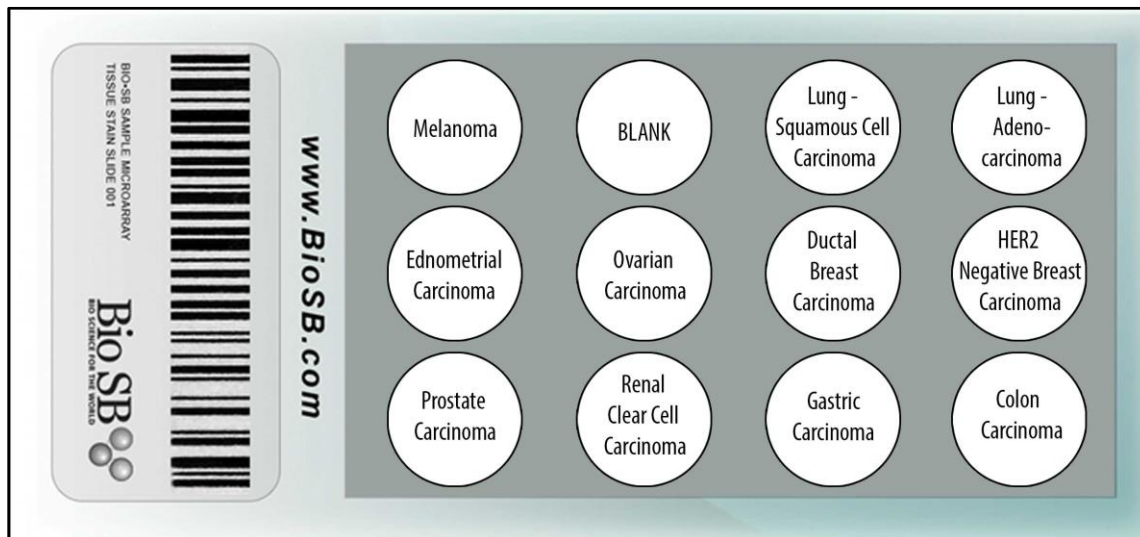 BIO•SB SAMPLE MICROARRAY
TISSUE STAIN SLIDE 001
Bio SB
BIO SCIENCE FOR THE WORLD
www.BioSB.com
Melanoma
BLANK
Lung -
Squamous Cell
Carcinoma
Lung -
Adeno-
carcinoma
Ednometrial
Carcinoma
Ovarian
Carcinoma
Ductal
Breast
Carcinoma
HER2
Negative Breast
Carcinoma
Prostate
Carcinoma
Renal
Clear Cell
Carcinoma
Gastric
Carcinoma
Colon
Carcinoma